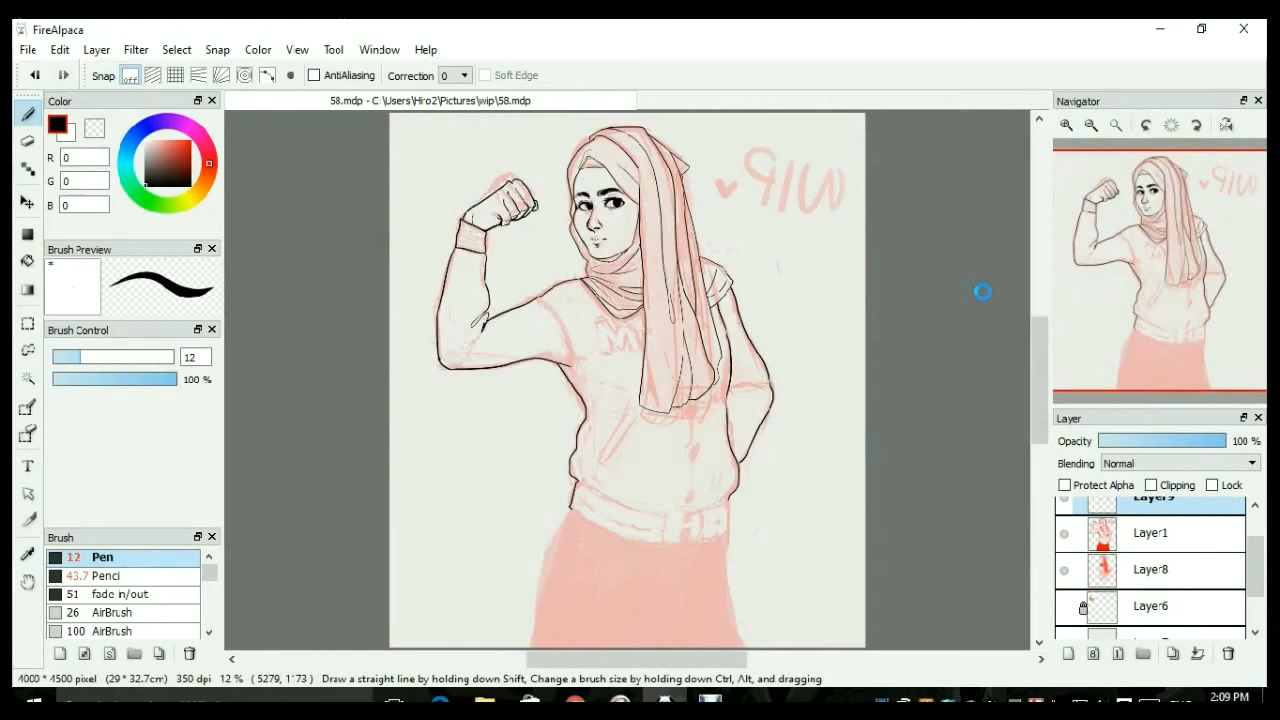 FireAlpaca
File Edit Layer Filter Select Snap Color View Tool Window Help
Snap off AntiAliasing Correction 0 Soft Edge
Color
58.mdp - C:\Users\Hiro2\Pictures\wip\58.mdp
Navigator
R 0
G 0
B 0
WIP
Brush Preview
*
Brush Control
12
100 %
Layer
Opacity 100 %
Blending Normal
Protect Alpha Clipping Lock
Layer9
Layer1
Layer8
Layer6
Brush
12 Pen
43.7 Penci
51 fade in/out
26 AirBrush
100 AirBrush
4000 * 4500 pixel (29 * 32.7cm) 350 dpi 12 % ( 5279, 1'73 ) Draw a straight line by holding down Shift, Change a brush size by holding down Ctrl, Alt, and dragging
2:09 PM